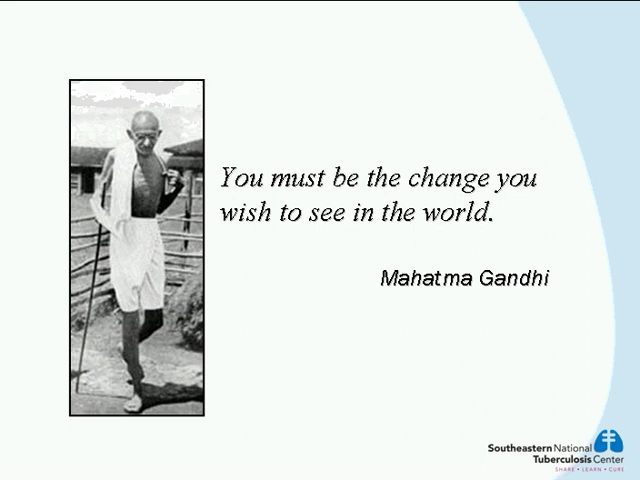 You must be the change you
wish to see in the world.
Mahatma Gandhi
Southeastern National
Tuberculosis Center
SHARE • LEARN • CURE